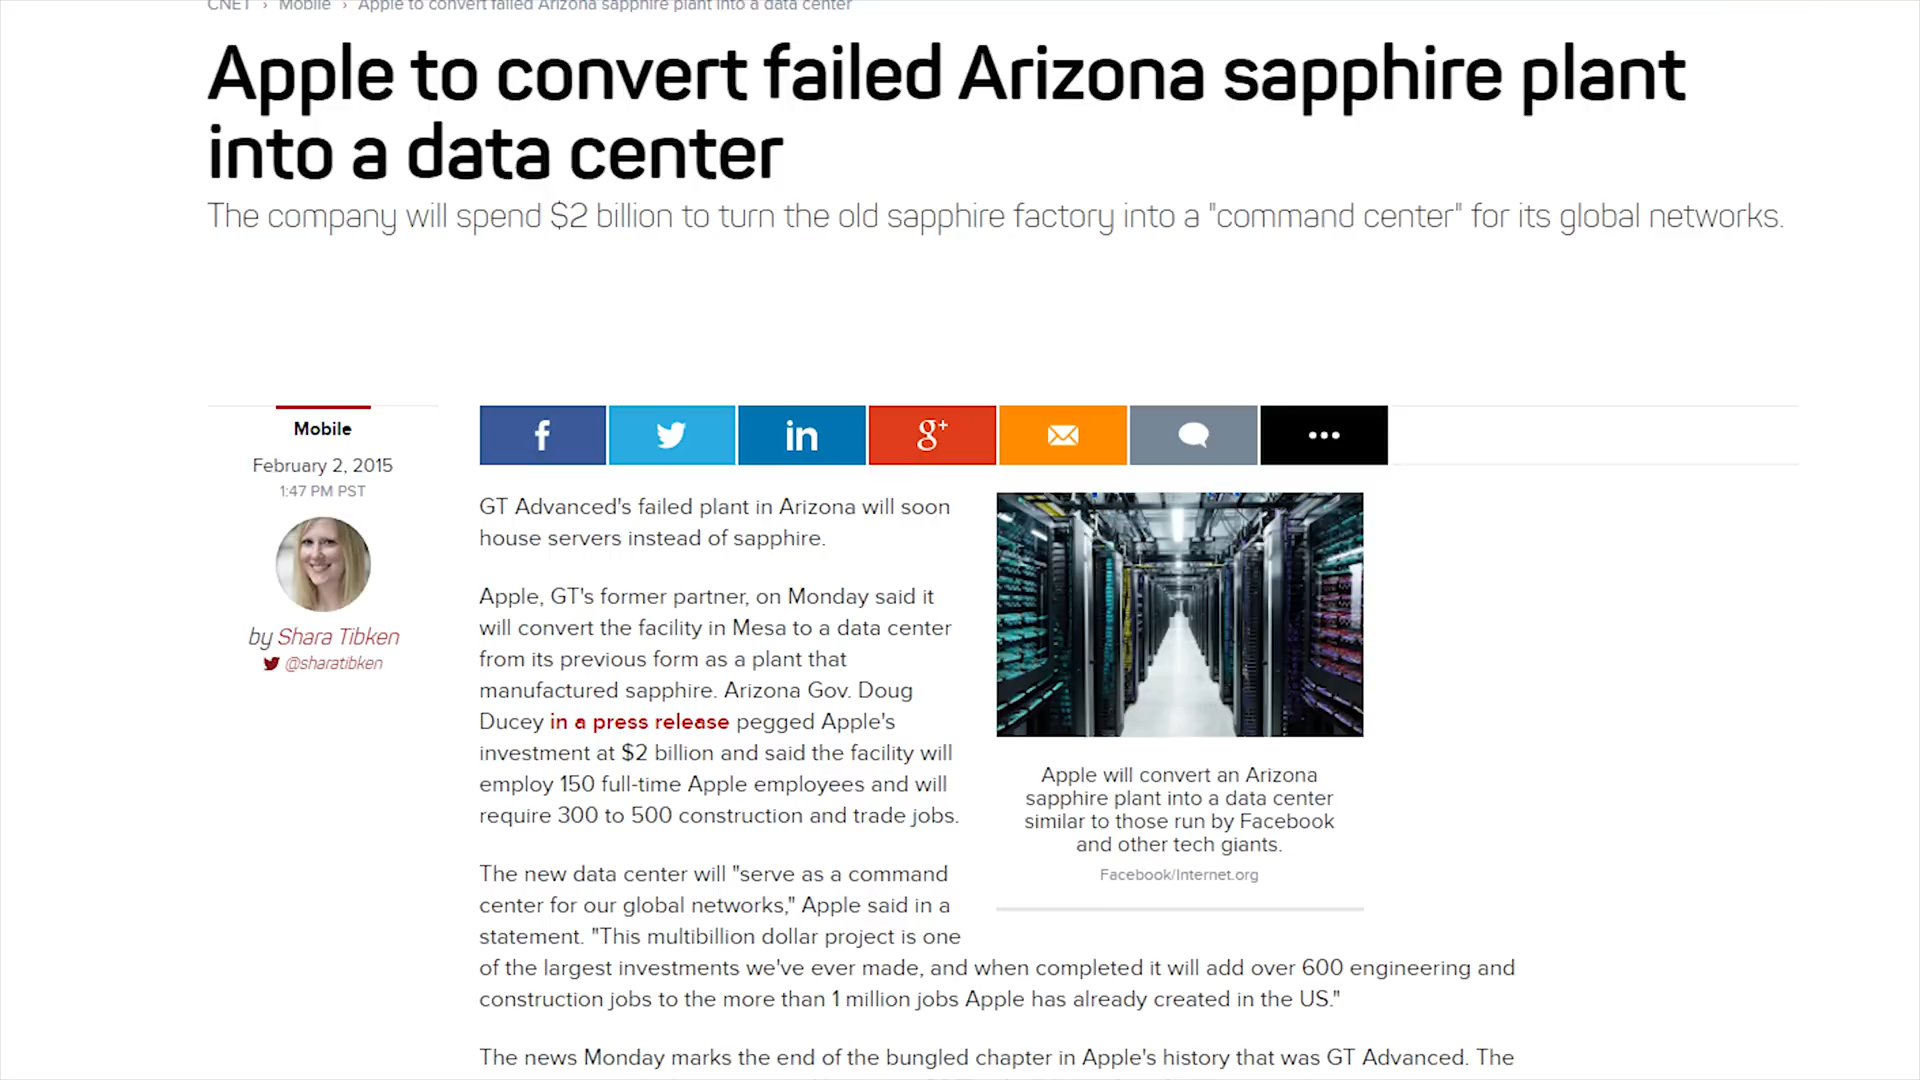 CNET › Mobile › Apple to convert failed Arizona sapphire plant into a data center
Apple to convert failed Arizona sapphire plant
into a data center
The company will spend $2 billion to turn the old sapphire factory into a "command center" for its global networks.
Mobile
February 2, 2015
1:47 PM PST
by Shara Tibken
@sharatibken
f
in
g+
GT Advanced's failed plant in Arizona will soon
house servers instead of sapphire.
Apple, GT's former partner, on Monday said it
will convert the facility in Mesa to a data center
from its previous form as a plant that
manufactured sapphire. Arizona Gov. Doug
Ducey in a press release pegged Apple's
investment at $2 billion and said the facility will
employ 150 full-time Apple employees and will
require 300 to 500 construction and trade jobs.
Apple will convert an Arizona
sapphire plant into a data center
similar to those run by Facebook
and other tech giants.
Facebook/Internet.org
The new data center will "serve as a command
center for our global networks," Apple said in a
statement. "This multibillion dollar project is one
of the largest investments we've ever made, and when completed it will add over 600 engineering and
construction jobs to the more than 1 million jobs Apple has already created in the US."
The news Monday marks the end of the bungled chapter in Apple's history that was GT Advanced. The